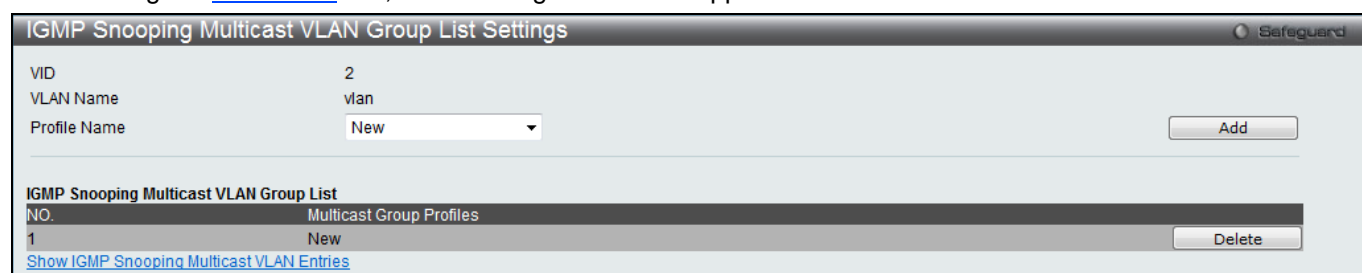 IGMP Snooping Multicast VLAN Group List Settings
Safeguard
VID 2
VLAN Name vlan
Profile Name New Add
IGMP Snooping Multicast VLAN Group List
NO. Multicast Group Profiles
1 New Delete
Show IGMP Snooping Multicast VLAN Entries